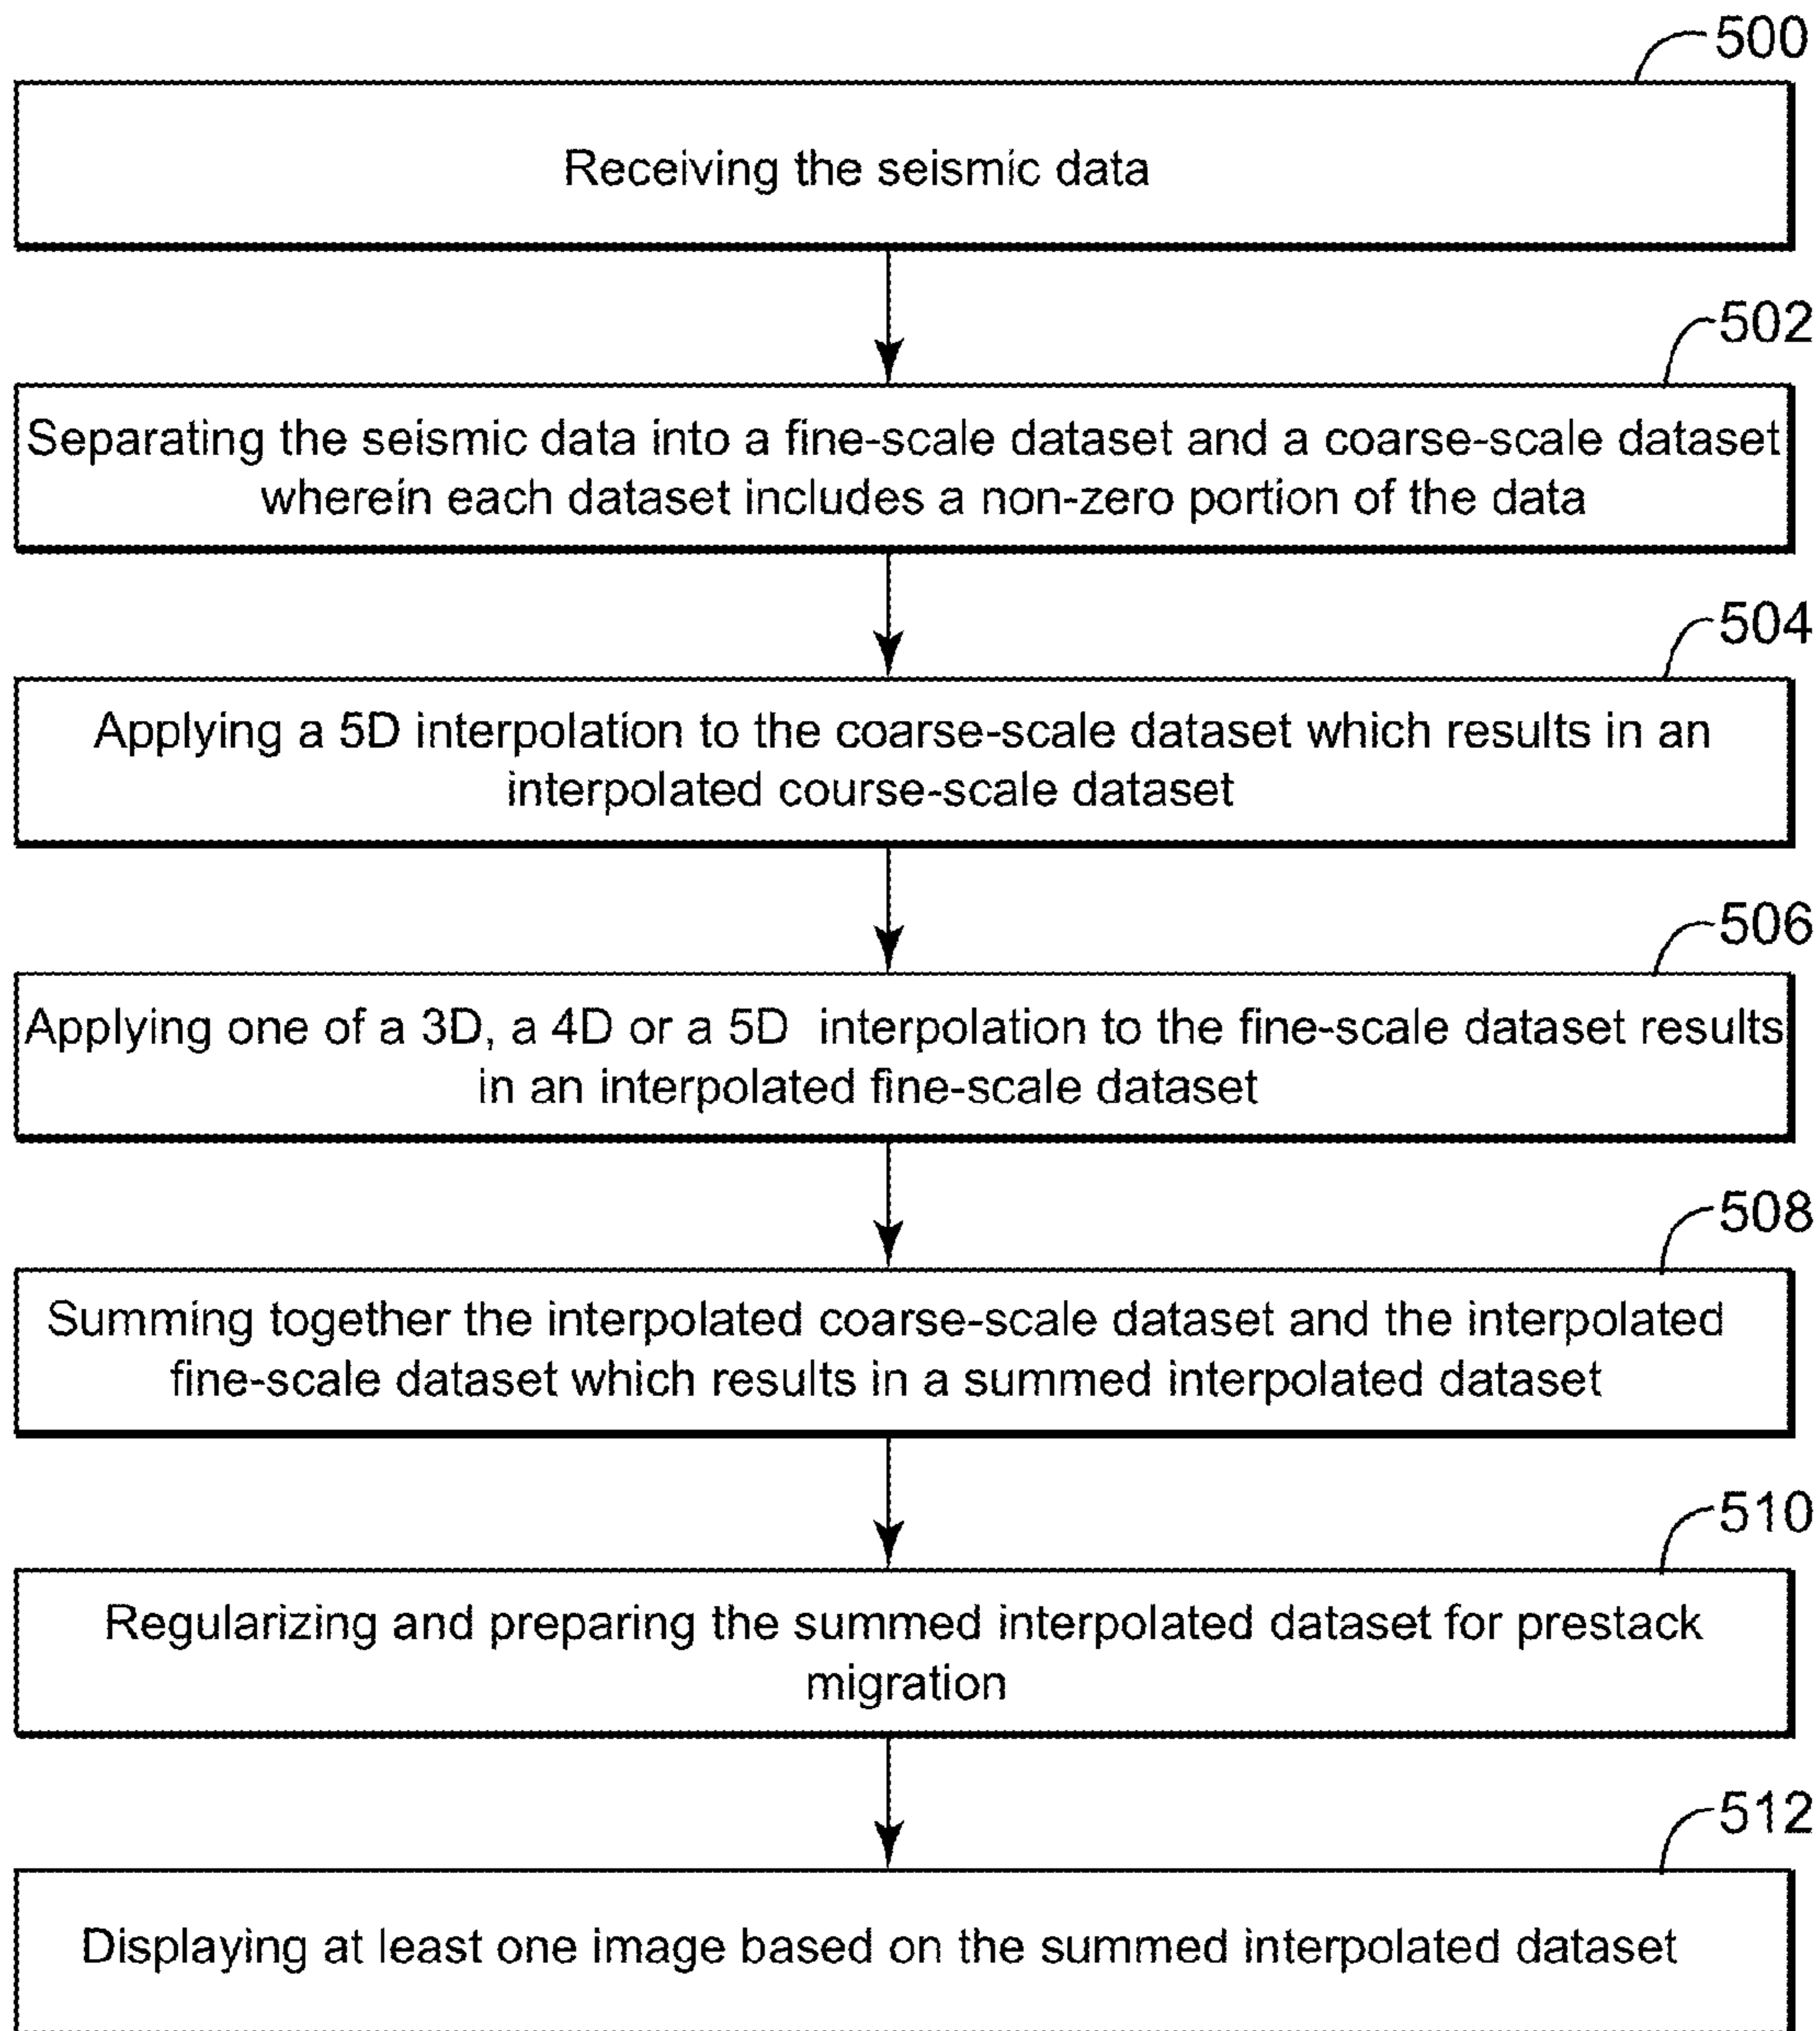 500
Receiving the seismic data
502
Separating the seismic data into a fine-scale dataset and a coarse-scale dataset
wherein each dataset includes a non-zero portion of the data
504
Applying a 5D interpolation to the coarse-scale dataset which results in an
interpolated course-scale dataset
506
Applying one of a 3D, a 4D or a 5D interpolation to the fine-scale dataset results
in an interpolated fine-scale dataset
508
Summing together the interpolated coarse-scale dataset and the interpolated
fine-scale dataset which results in a summed interpolated dataset
510
Regularizing and preparing the summed interpolated dataset for prestack
migration
512
Displaying at least one image based on the summed interpolated dataset